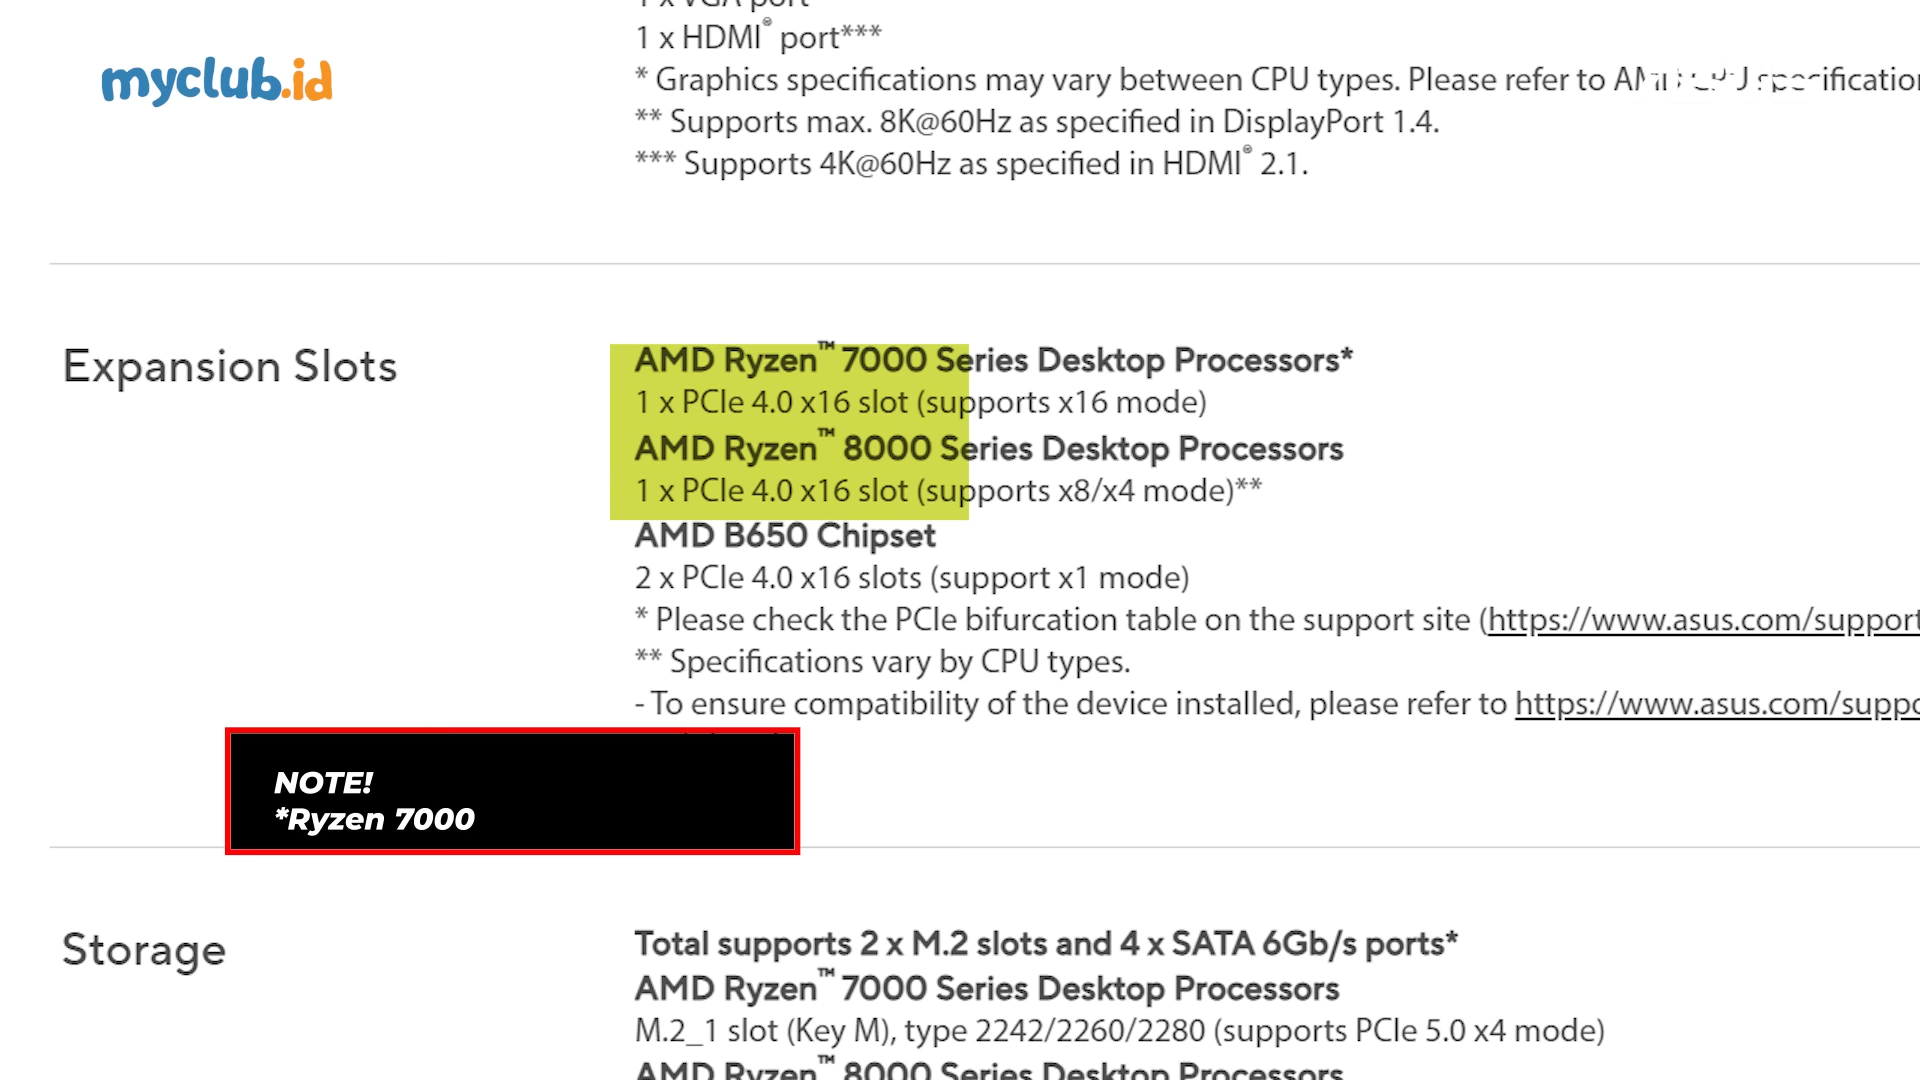 1 x VGA port
1 x HDMI® port***
myclub.id
* Graphics specifications may vary between CPU types. Please refer to
** Supports max. 8K@60Hz as specified in DisplayPort 1.4.
*** Supports 4K@60Hz as specified in HDMI® 2.1.
Expansion Slots
AMD Ryzen™ 7000 Series Desktop Processors*
1 x PCIe 4.0 x16 slot (supports x16 mode)
AMD Ryzen™ 8000 Series Desktop Processors
1 x PCIe 4.0 x16 slot (supports x8/x4 mode)**
AMD B650 Chipset
2 x PCIe 4.0 x16 slots (support x1 mode)
* Please check the PCIe bifurcation table on the support site (https://www.asus.com/support
** Specifications vary by CPU types.
- To ensure compatibility of the device installed, please refer to https://www.asus.com/suppo
NOTE!
*Ryzen 7000
Storage
Total supports 2 x M.2 slots and 4 x SATA 6Gb/s ports*
AMD Ryzen™ 7000 Series Desktop Processors
M.2_1 slot (Key M), type 2242/2260/2280 (supports PCIe 5.0 x4 mode)
AMD Ryzen™ 8000 Series Desktop Processors